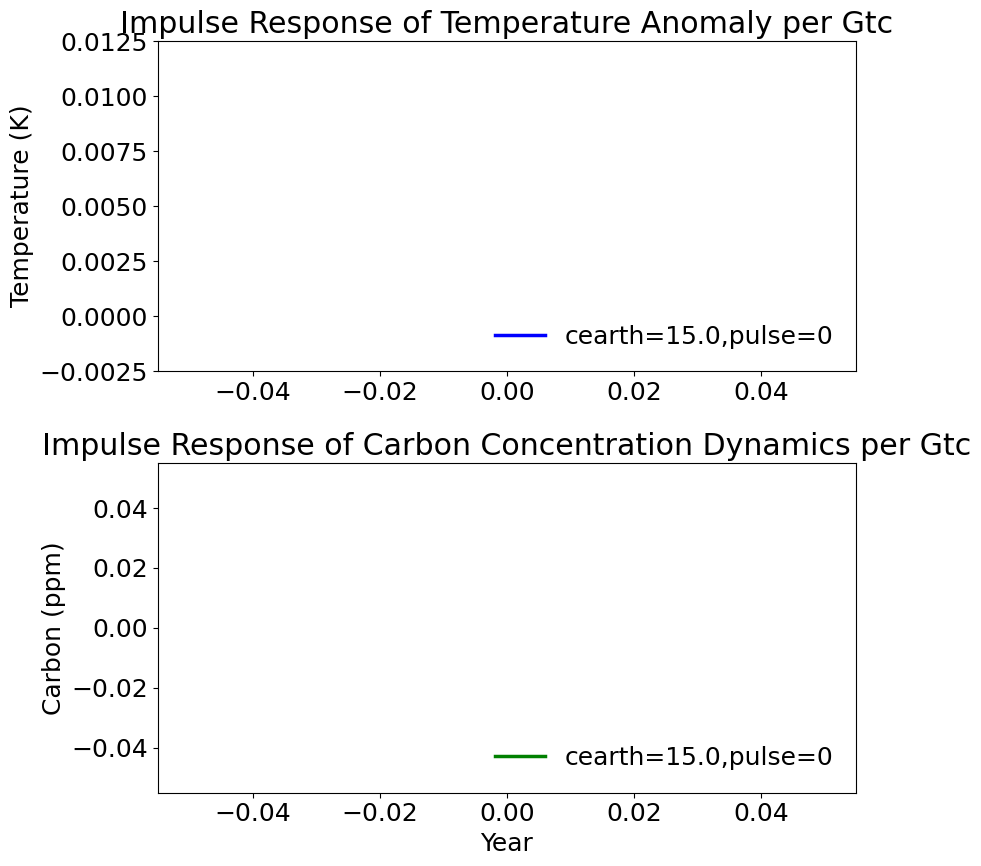 Impulse Response of Temperature Anomaly per Gtc
0.0125
0.0100
0.0075
0.0050
0.0025
0.0000
−0.0025
Temperature (K)
cearth=15.0,pulse=0
−0.04 −0.02 0.00 0.02 0.04
Impulse Response of Carbon Concentration Dynamics per Gtc
0.04
0.02
0.00
−0.02
−0.04
Carbon (ppm)
cearth=15.0,pulse=0
−0.04 −0.02 0.00 0.02 0.04
Year